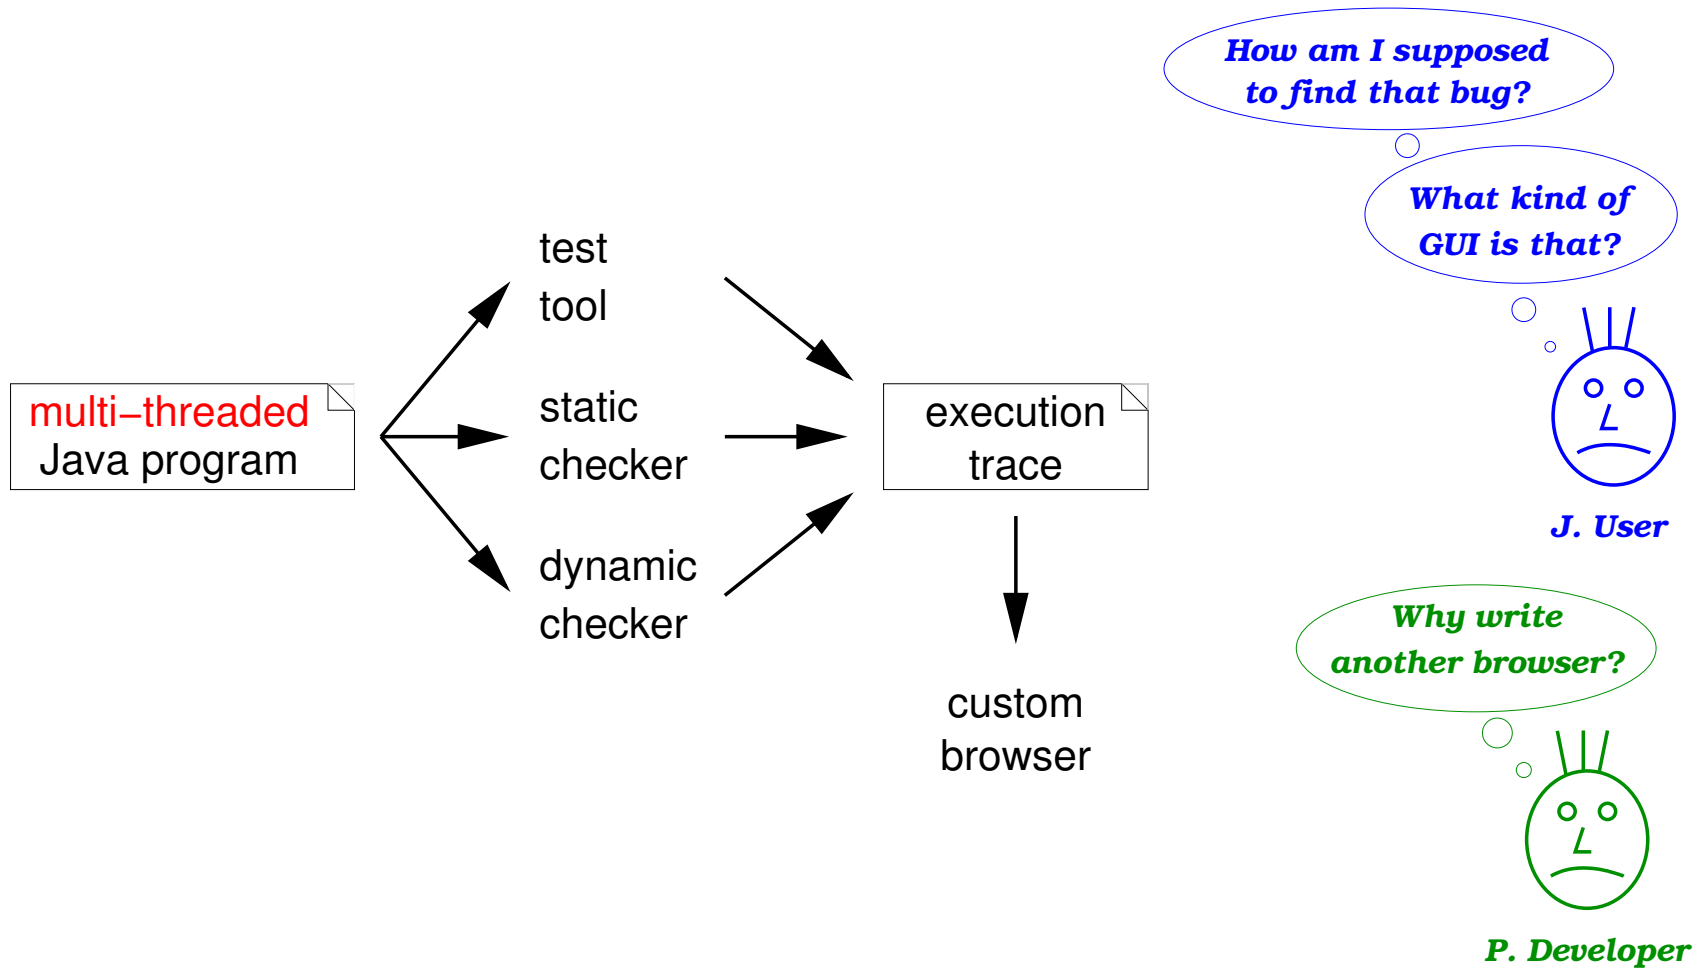 How am I supposed
to find that bug?
What kind of
GUI is that?
test
tool
multi–threaded
Java program
static
checker
execution
trace
J. User
dynamic
checker
Why write
another browser?
custom
browser
P. Developer